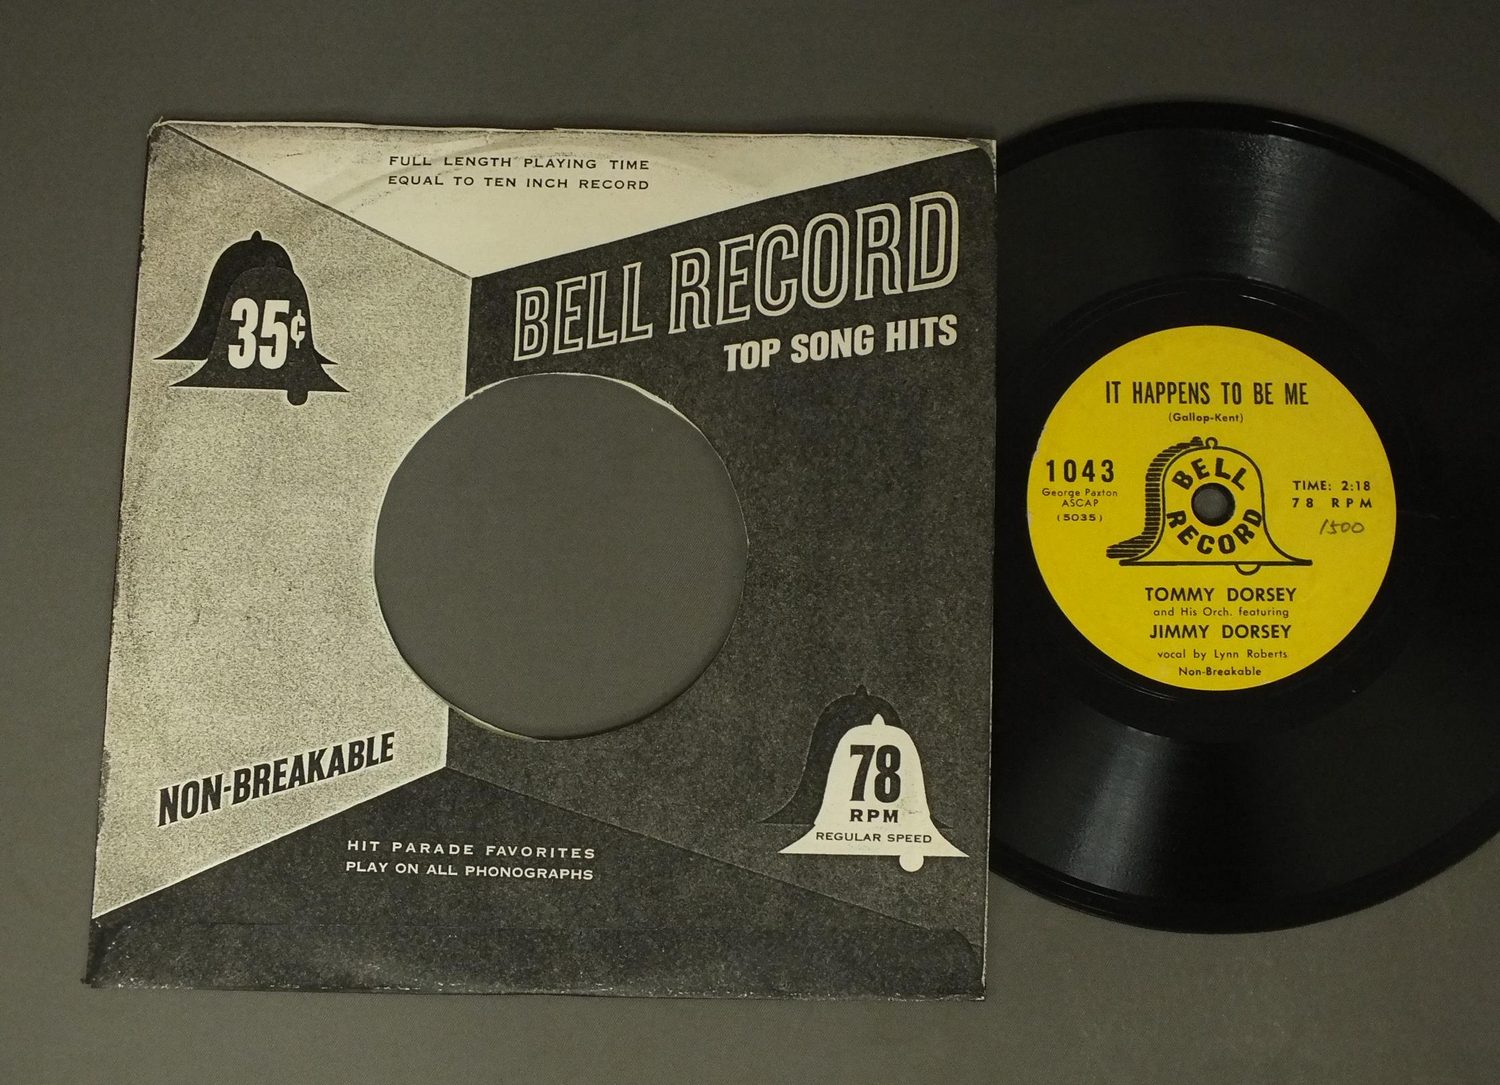 FULL LENGTH PLAYING TIME
EQUAL TO TEN INCH RECORD
35¢
BELL RECORD
TOP SONG HITS
NON-BREAKABLE
78
RPM
REGULAR SPEED
HIT PARADE FAVORITES
PLAY ON ALL PHONOGRAPHS
IT HAPPENS TO BE ME
(Gallop-Kent)
1043
George Paxton
ASCAP
(5035)
BELL
RECORD
TIME: 2:18
78 RPM
1500
TOMMY DORSEY
and His Orch. featuring
JIMMY DORSEY
vocal by Lynn Roberts
Non-Breakable